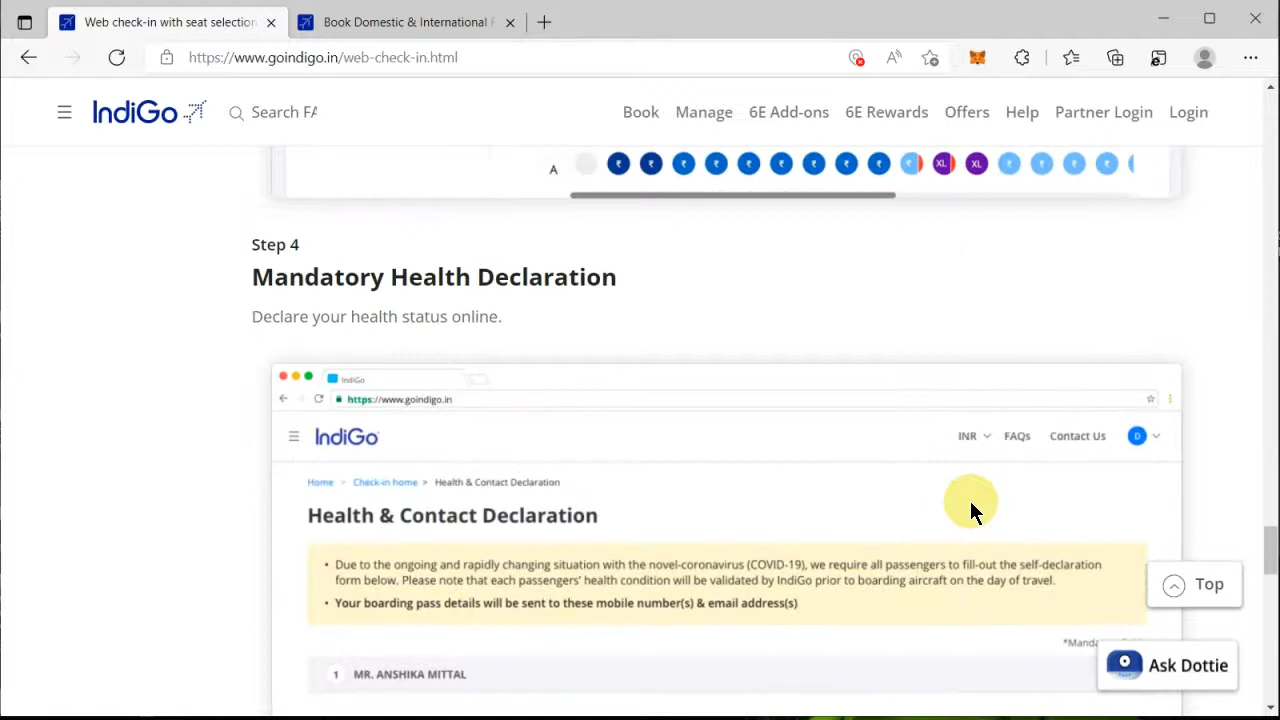 Web check-in with seat selection
Book Domestic & International F
https://www.goindigo.in/web-check-in.html
IndiGo
Search FA
Book
Manage
6E Add-ons
6E Rewards
Offers
Help
Partner Login
Login
A
₹ ₹ ₹ ₹ ₹ ₹ ₹ ₹ ₹ ₹ XL XL ₹ ₹ ₹ ₹
Step 4
Mandatory Health Declaration
Declare your health status online.
IndiGo
https://www.goindigo.in
IndiGo
INR
FAQs
Contact Us
D
Home > Check-in home > Health & Contact Declaration
Health & Contact Declaration
• Due to the ongoing and rapidly changing situation with the novel-coronavirus (COVID-19), we require all passengers to fill-out the self-declaration
form below. Please note that each passengers' health condition will be validated by IndiGo prior to boarding aircraft on the day of travel.
• Your boarding pass details will be sent to these mobile number(s) & email address(s)
1 MR. ANSHIKA MITTAL
Top
Ask Dottie